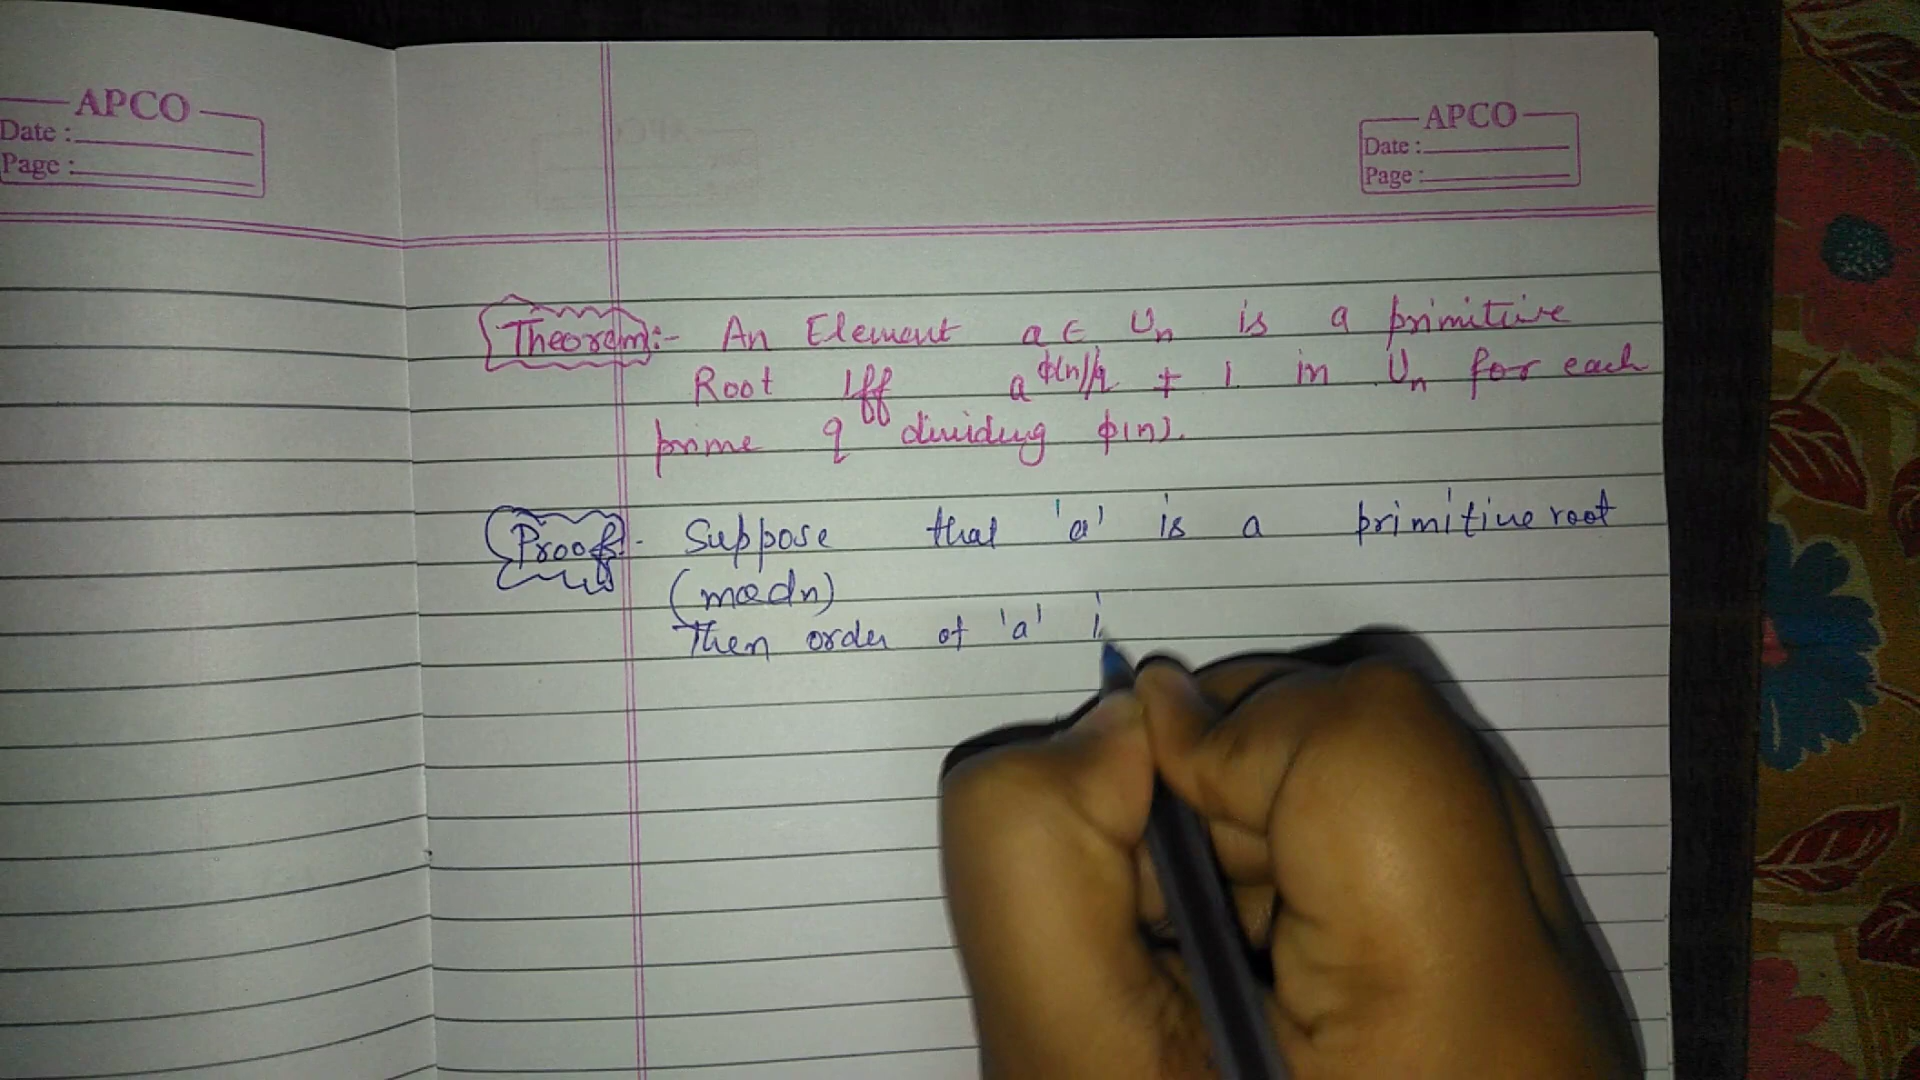 APCO
Date :
Page :
APCO
Date :
Page :
Theorem:- An Element a ∈ Un is a primitive
Root iff a^ϕ(n)/q ≠ 1 in Un for each
prime q dividing ϕ(n).
Proof:- Suppose that 'a' is a primitive root
(modn)
Then order of 'a' i